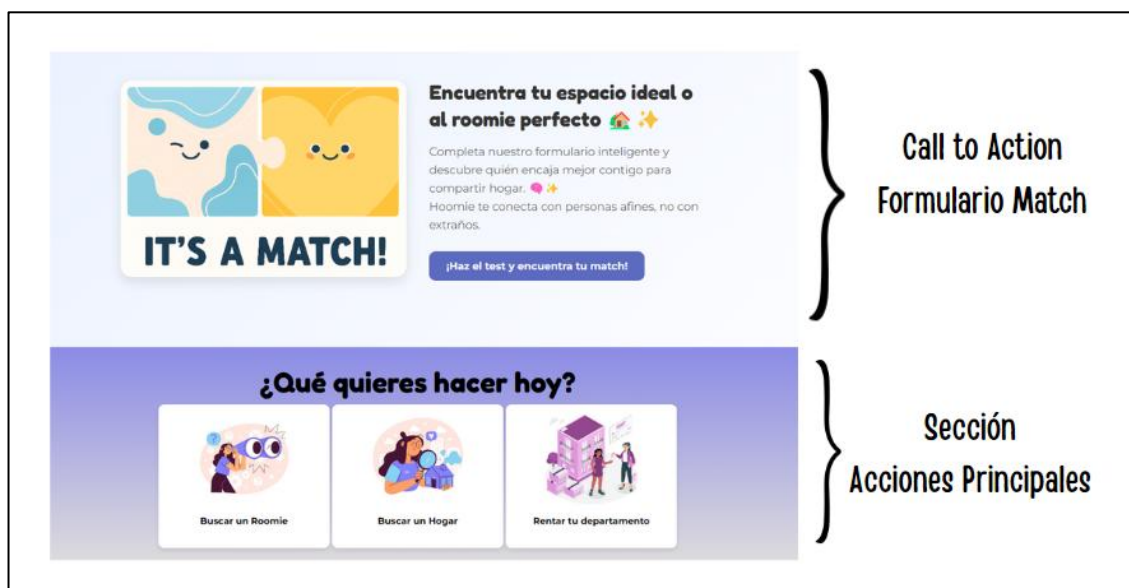 Encuentra tu espacio ideal o
al roomie perfecto 🏠 ✨
Completa nuestro formulario inteligente y
descubre quién encaja mejor contigo para
compartir hogar. 🧠✨
Hoomie te conecta con personas afines, no con
extraños.
¡Haz el test y encuentra tu match!
IT'S A MATCH!
Call to Action
Formulario Match
¿Qué quieres hacer hoy?
Buscar un Roomie
Buscar un Hogar
Rentar tu departamento
Sección
Acciones Principales